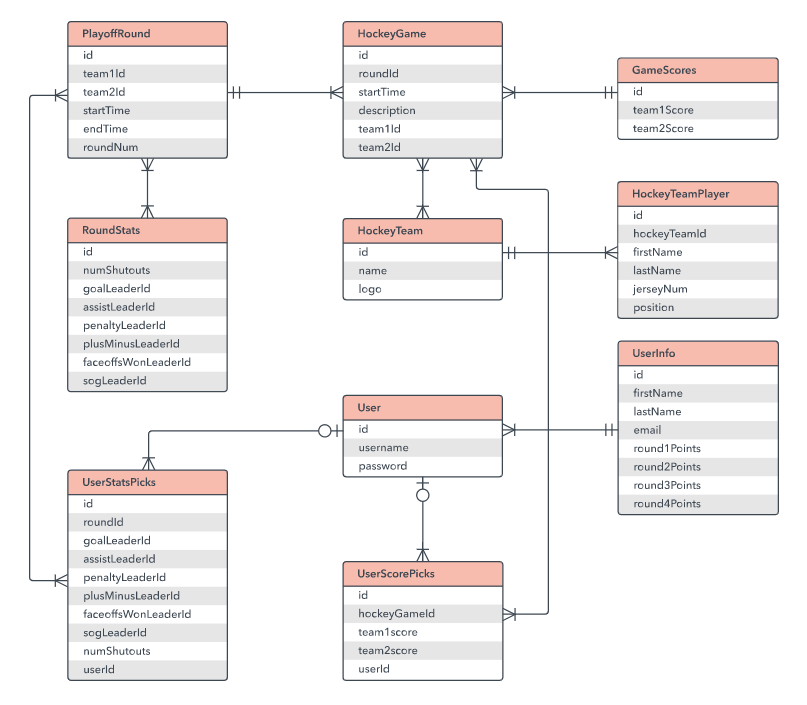 PlayoffRound
id
team1Id
team2Id
startTime
endTime
roundNum
HockeyGame
id
roundId
startTime
description
team1Id
team2Id
GameScores
id
team1Score
team2Score
RoundStats
id
numShutouts
goalLeaderId
assistLeaderId
penaltyLeaderId
plusMinusLeaderId
faceoffsWonLeaderId
sogLeaderId
HockeyTeam
id
name
logo
HockeyTeamPlayer
id
hockeyTeamId
firstName
lastName
jerseyNum
position
User
id
username
password
UserInfo
id
firstName
lastName
email
round1Points
round2Points
round3Points
round4Points
UserStatsPicks
id
roundId
goalLeaderId
assistLeaderId
penaltyLeaderId
plusMinusLeaderId
faceoffsWonLeaderId
sogLeaderId
numShutouts
userId
UserScorePicks
id
hockeyGameId
team1score
team2score
userId